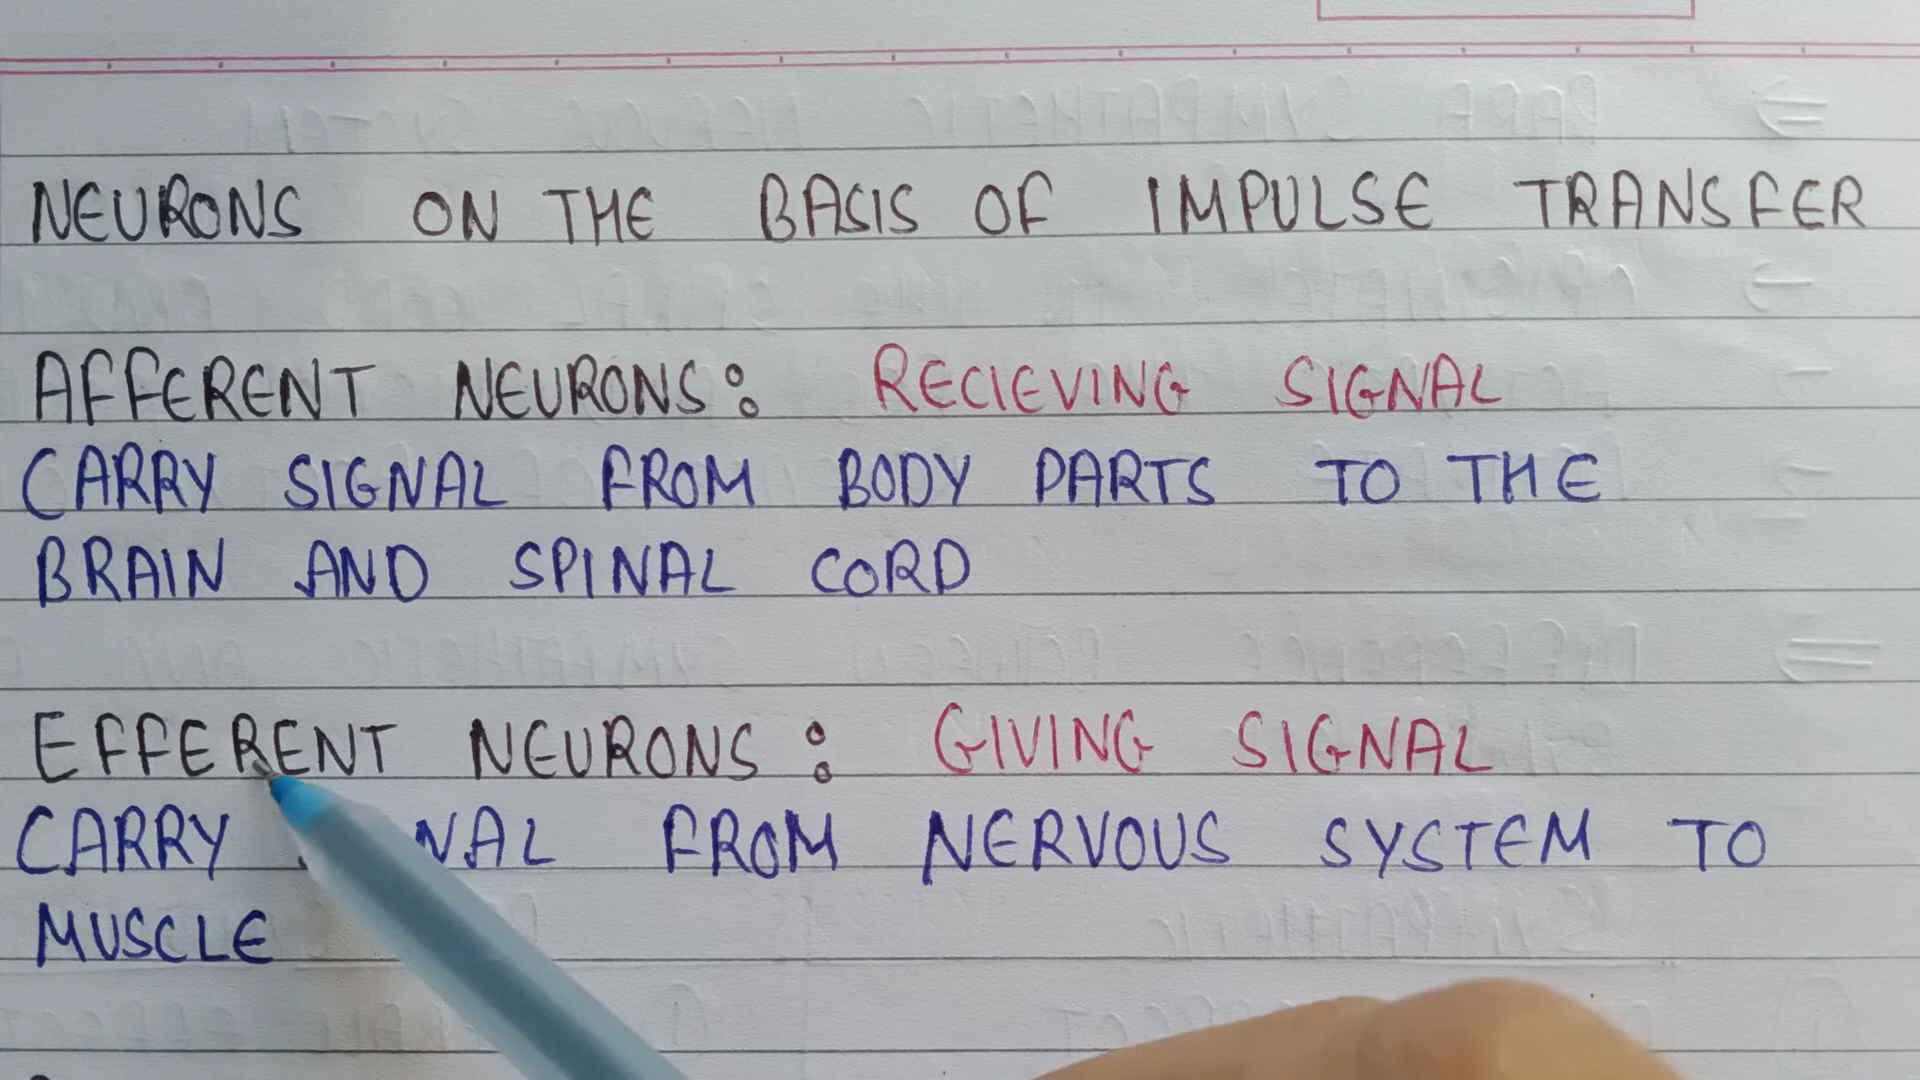 NEURONS ON THE BASIS OF IMPULSE TRANSFER
AFFERENT NEURONS: RECIEVING SIGNAL
CARRY SIGNAL FROM BODY PARTS TO THE
BRAIN AND SPINAL CORD
EFFERENT NEURONS: GIVING SIGNAL
CARRY NAL FROM NERVOUS SYSTEM TO
MUSCLE